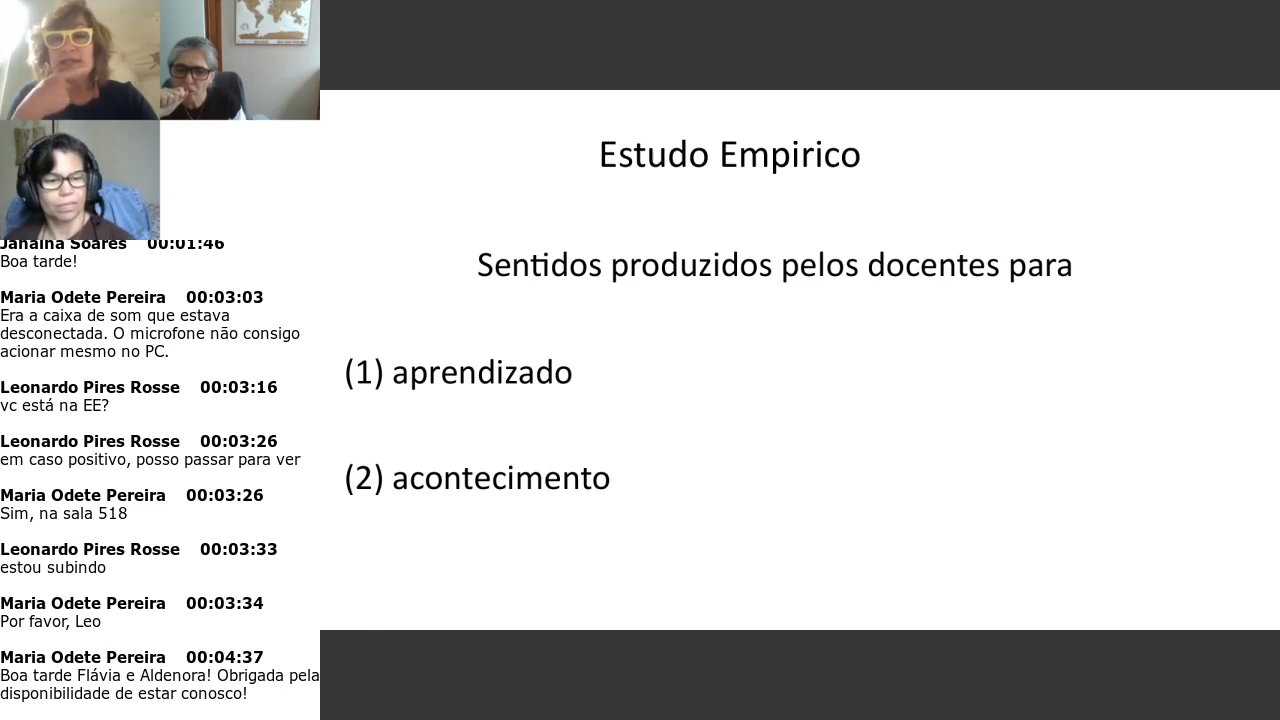 Janaína Soares 00:01:46
Boa tarde!
Maria Odete Pereira 00:03:03
Era a caixa de som que estava
desconectada. O microfone não consigo
acionar mesmo no PC.
Leonardo Pires Rosse 00:03:16
vc está na EE?
Leonardo Pires Rosse 00:03:26
em caso positivo, posso passar para ver
Maria Odete Pereira 00:03:26
Sim, na sala 518
Leonardo Pires Rosse 00:03:33
estou subindo
Maria Odete Pereira 00:03:34
Por favor, Leo
Maria Odete Pereira 00:04:37
Boa tarde Flávia e Aldenora! Obrigada pela
disponibilidade de estar conosco!
Estudo Empirico
Sentidos produzidos pelos docentes para
(1) aprendizado
(2) acontecimento